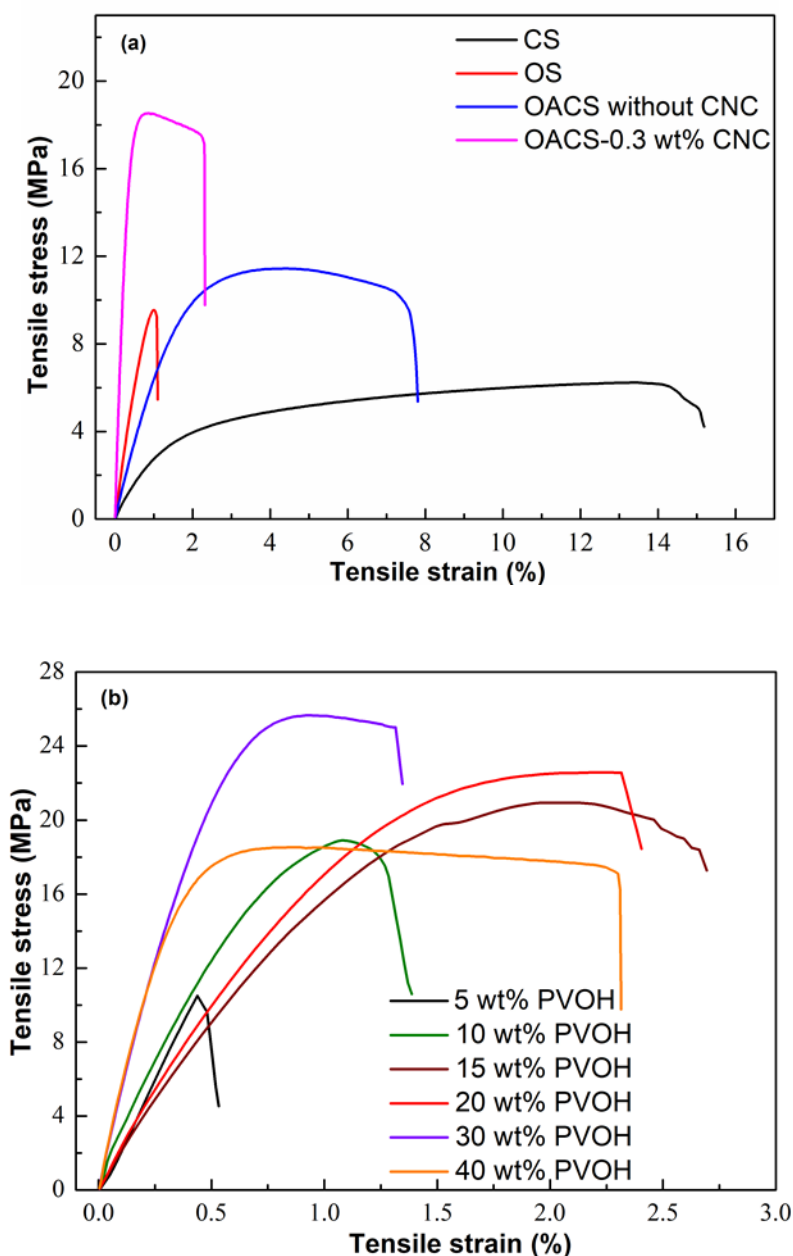 (a)
CS
OS
OACS without CNC
OACS-0.3 wt% CNC
20
16
12
8
4
0
Tensile stress (MPa)
0 2 4 6 8 10 12 14 16
Tensile strain (%)
(b)
28
24
20
16
12
8
4
0
Tensile stress (MPa)
5 wt% PVOH
10 wt% PVOH
15 wt% PVOH
20 wt% PVOH
30 wt% PVOH
40 wt% PVOH
0.0 0.5 1.0 1.5 2.0 2.5 3.0
Tensile strain (%)